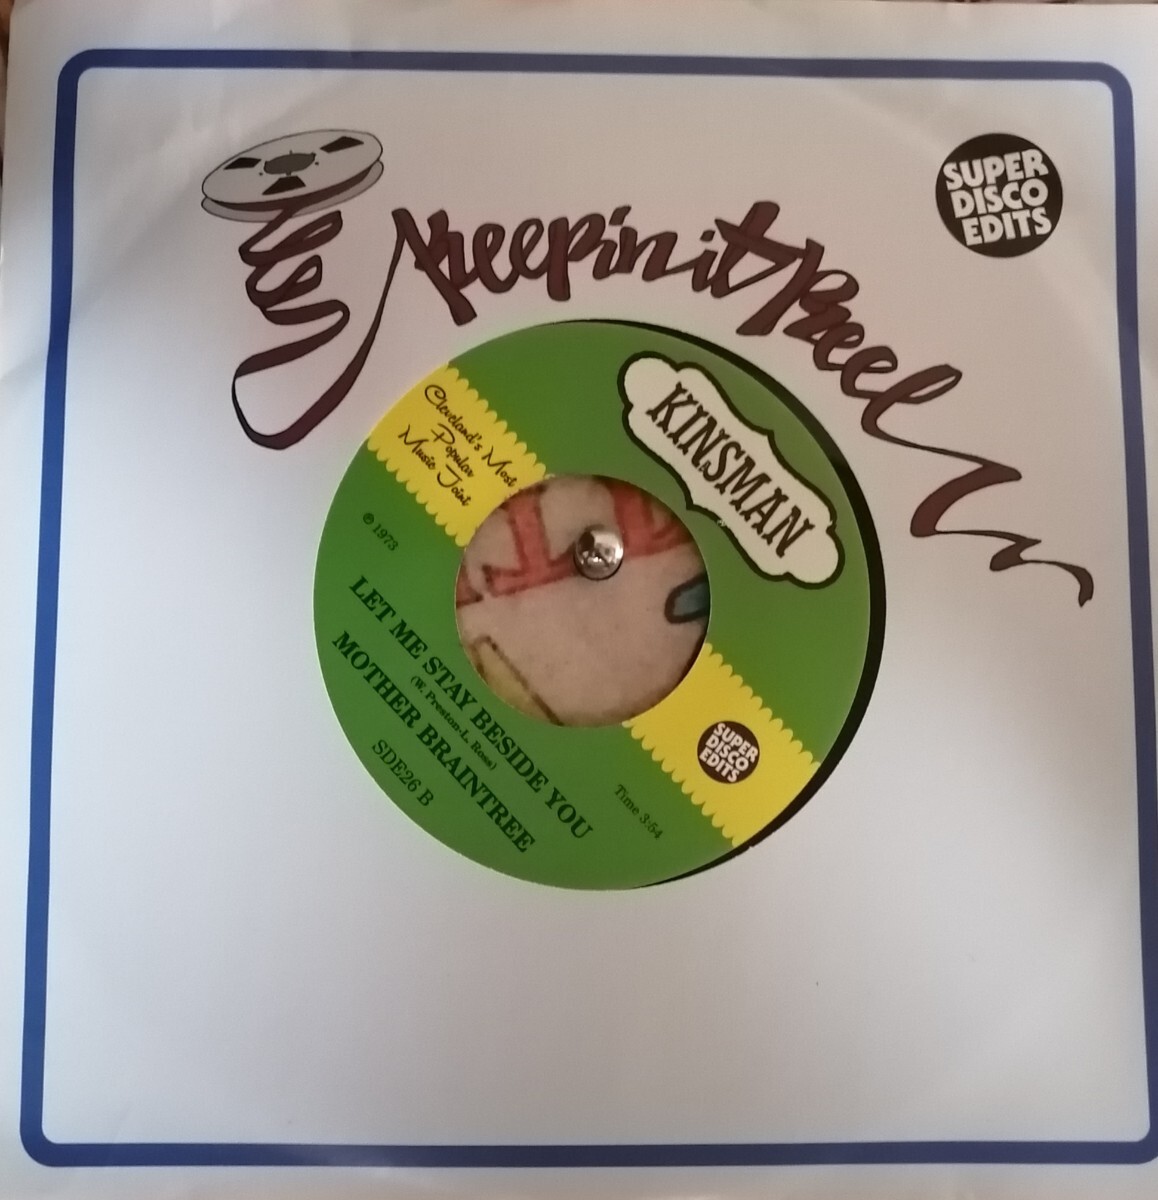 keepin it Reel
SUPER
DISCO
EDITS
KINSMAN
Cleveland's Most
Popular
Music Joint
℗ 1973
LET ME STAY BESIDE YOU
(W. Preston-L. Ross)
MOTHER BRAINTREE
SDE26 B
Time 3:54
SUPER
DISCO
EDITS